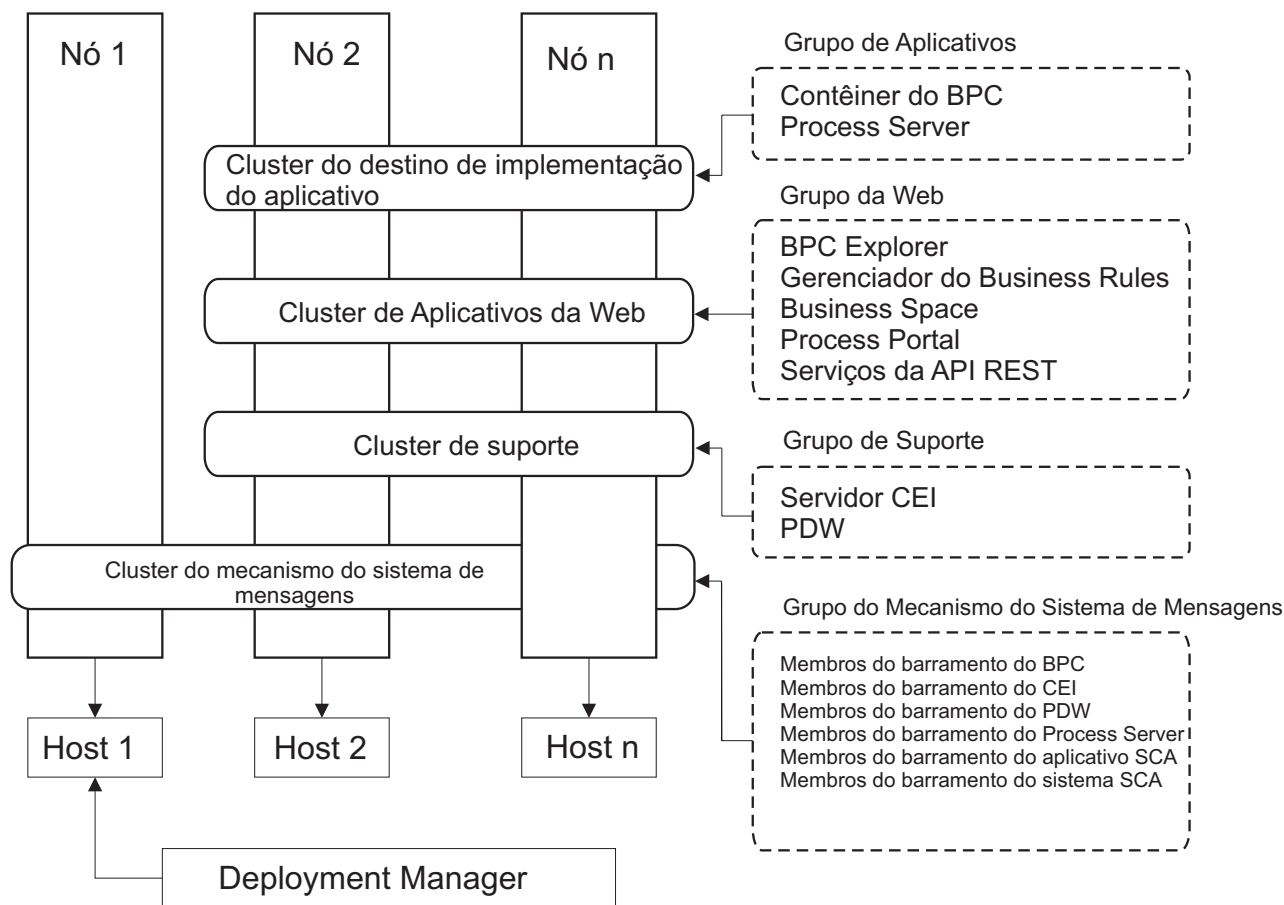 Nó 1
Nó 2
Nó n
Grupo de Aplicativos
Contêiner do BPC
Process Server
Cluster do destino de implementação
do aplicativo
Grupo da Web
BPC Explorer
Gerenciador do Business Rules
Business Space
Process Portal
Serviços da API REST
Cluster de Aplicativos da Web
Cluster de suporte
Grupo de Suporte
Servidor CEI
PDW
Cluster do mecanismo do sistema de
mensagens
Grupo do Mecanismo do Sistema de Mensagens
Membros do barramento do BPC
Membros do barramento do CEI
Membros do barramento do PDW
Membros do barramento do Process Server
Membros do barramento do aplicativo SCA
Membros do barramento do sistema SCA
Host 1
Host 2
Host n
Deployment Manager